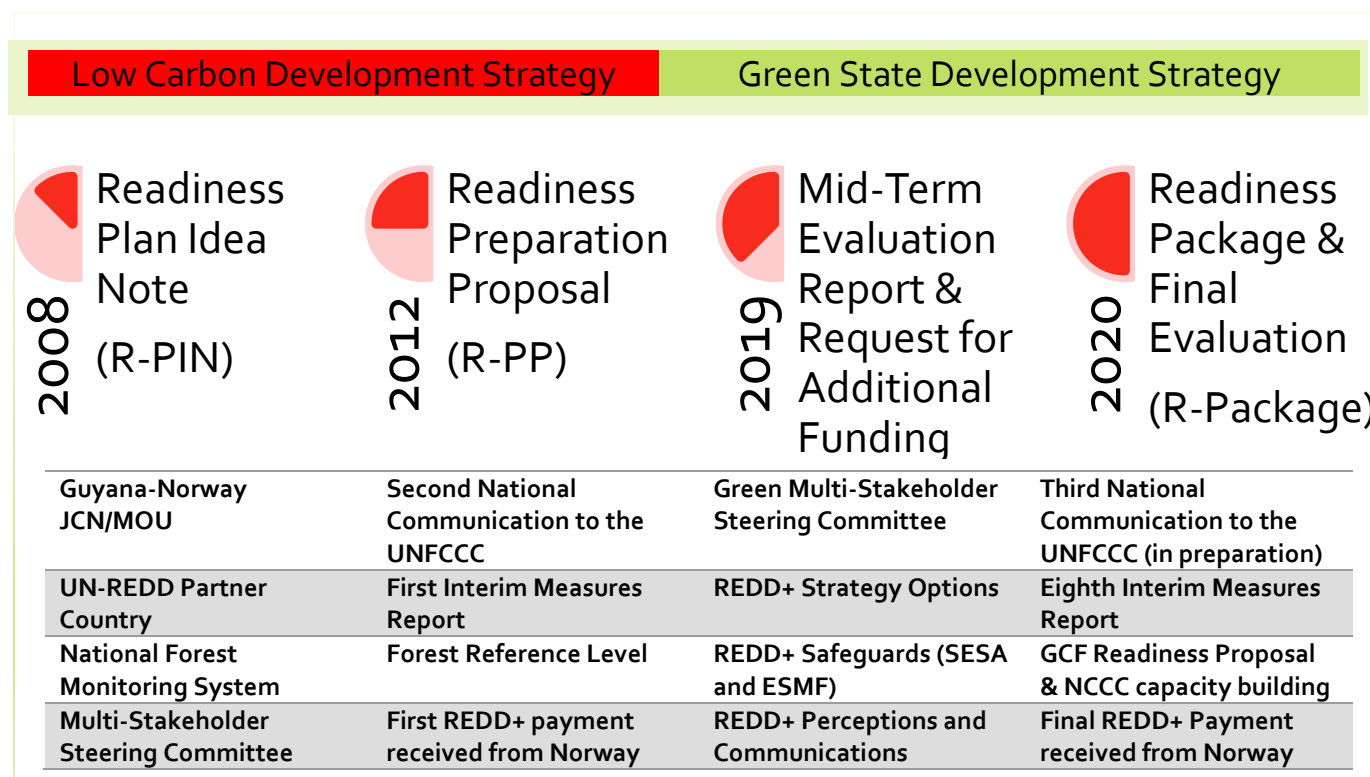 Low Carbon Development Strategy
Green State Development Strategy
2008
Readiness
Plan Idea
Note
(R-PIN)
2012
Readiness
Preparation
Proposal
(R-PP)
2019
Mid-Term
Evaluation
Report &
Request for
Additional
Funding
2020
Readiness
Package &
Final
Evaluation
(R-Package)
Guyana-Norway
JCN/MOU
Second National
Communication to the
UNFCCC
Green Multi-Stakeholder
Steering Committee
Third National
Communication to the
UNFCCC (in preparation)
UN-REDD Partner
Country
First Interim Measures
Report
REDD+ Strategy Options
Eighth Interim Measures
Report
National Forest
Monitoring System
Forest Reference Level
REDD+ Safeguards (SESA
and ESMF)
GCF Readiness Proposal
& NCCC capacity building
Multi-Stakeholder
Steering Committee
First REDD+ payment
received from Norway
REDD+ Perceptions and
Communications
Final REDD+ Payment
received from Norway